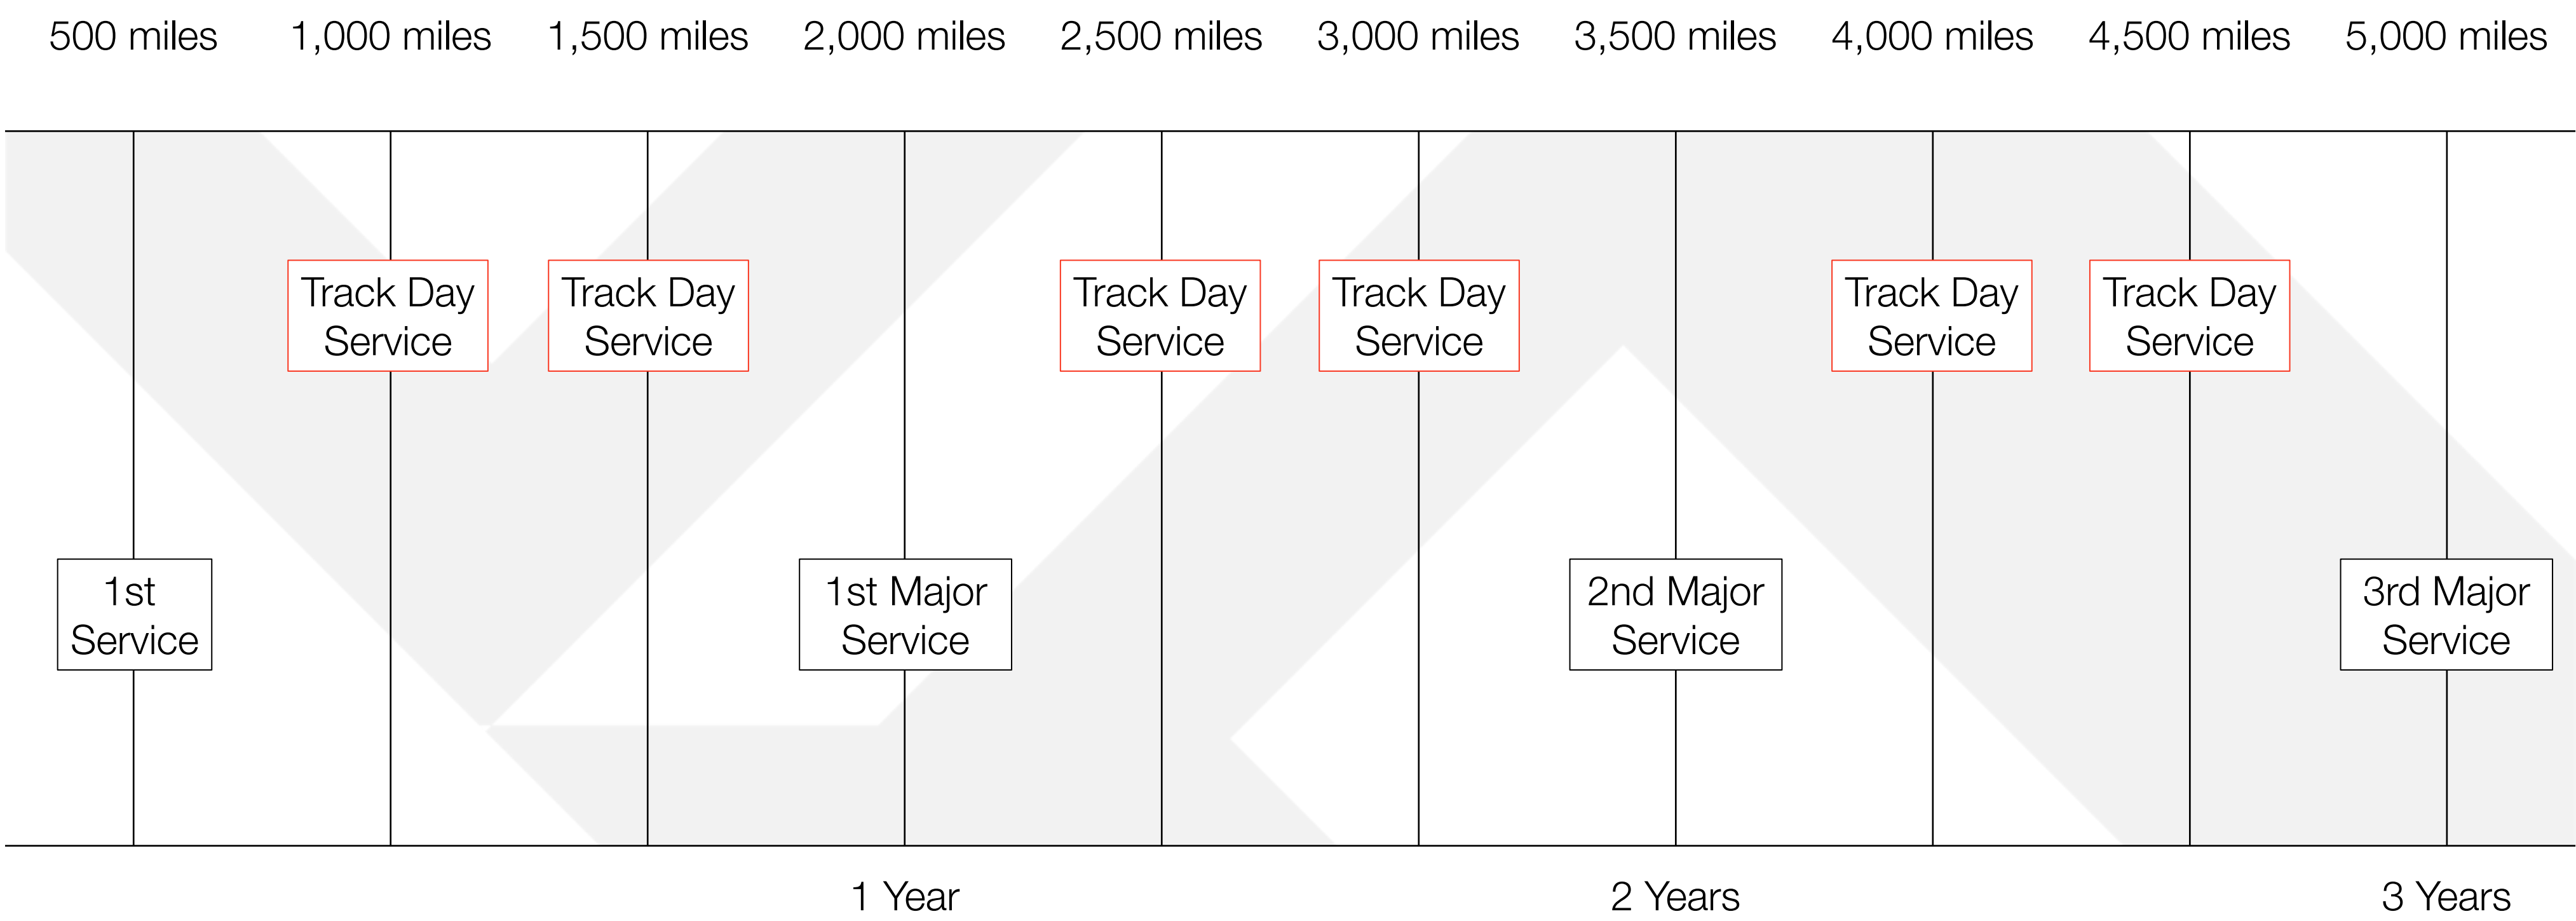 500 miles 1,000 miles 1,500 miles 2,000 miles 2,500 miles 3,000 miles 3,500 miles 4,000 miles 4,500 miles 5,000 miles
Track Day
Service
Track Day
Service
Track Day
Service
Track Day
Service
Track Day
Service
Track Day
Service
1st
Service
1st Major
Service
2nd Major
Service
3rd Major
Service
1 Year 2 Years 3 Years